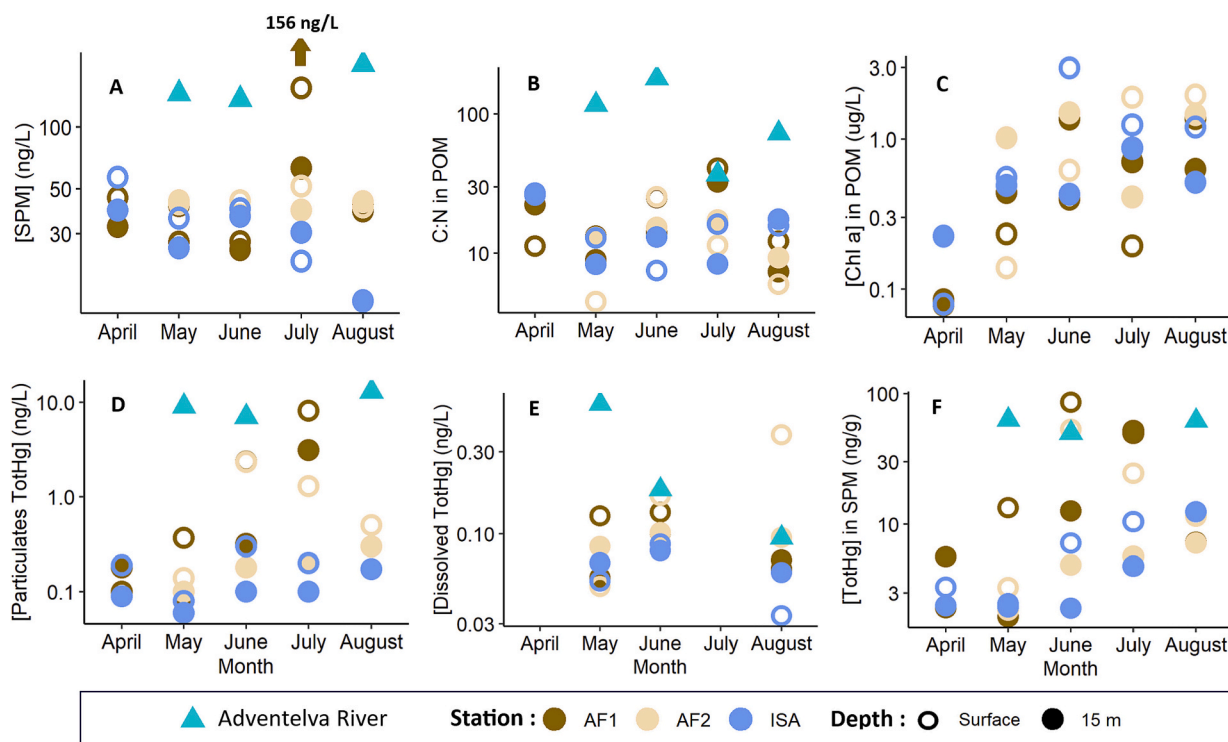 156 ng/L
A
[SPM] (ng/L)
100
50
30
April May June July August
B
C:N in POM
100
30
10
April May June July August
C
[Chl a] in POM (ug/L)
3.0
1.0
0.3
0.1
April May June July August
D
[Particulates TotHg] (ng/L)
10.0
1.0
0.1
April May June July August
Month
E
[Dissolved TotHg] (ng/L)
0.30
0.10
0.03
April May June July August
Month
F
[TotHg] in SPM (ng/g)
100
30
10
3
April May June July August
Month
Adventelva River Station : AF1 AF2 ISA Depth : Surface 15 m